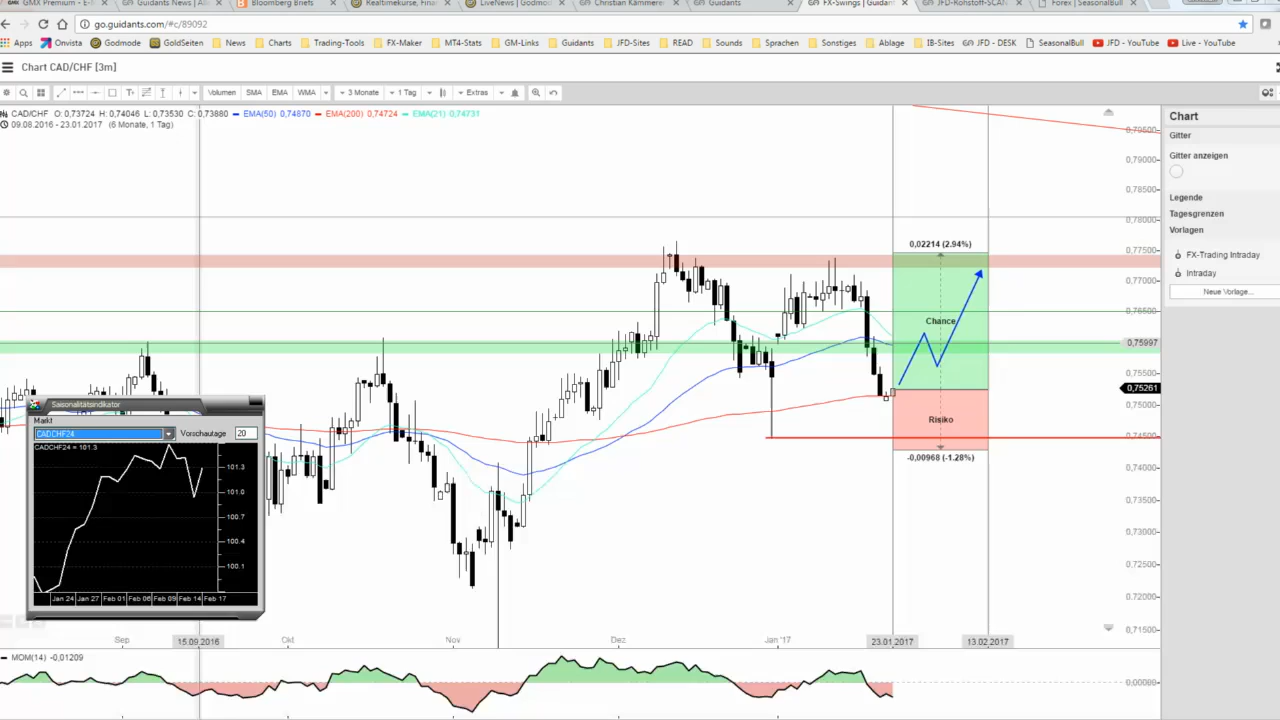 GMX Premium - E-M
Guidants News | All
Bloomberg Briefs
Realtimekurse, Finan
LiveNews | Godmod
Christian Kämmerer
Guidants
FX-Swings | Guidan
JFD-Rohstoff-SCAN
Forex | SeasonalBull
go.guidants.com/#c/89092
Apps Onvista Godmode GoldSeiten News Charts Trading-Tools FX-Maker MT4-Stats GM-Links Guidants JFD-Sites READ Sounds Sprachen Sonstiges Ablage IB-Sites JFD - DESK SeasonalBull JFD - YouTube Live - YouTube
Chart CAD/CHF [3m]
Volumen SMA EMA WMA 3 Monate 1 Tag Extras
CAD/CHF O: 0,73724 H: 0,74046 L: 0,73530 C: 0,73880 EMA(50) 0,74870 EMA(200) 0,74724 EMA(21) 0,74731
09.08.2016 - 23.01.2017 (6 Monate, 1 Tag)
Chart
Gitter
Gitter anzeigen
Legende
Tagesgrenzen
Vorlagen
FX-Trading Intraday
Intraday
Neue Vorlage...
0,79500
0,79000
0,78500
0,78000
0,77500
0,77000
0,76500
0,75997
0,75500
0,75261
0,75000
0,74500
0,74000
0,73500
0,73000
0,72500
0,72000
0,71500
0,02214 (2.94%)
Chance
Risiko
-0,00968 (-1.28%)
Saisonalitätsindikator
Markt
CADCHF24 Vorschautage 20
CADCHF24 = 101.3
101.3
101.0
100.7
100.4
100.1
Jan 24 Jan 27 Feb 01 Feb 06 Feb 09 Feb 14 Feb 17
Sep 15.09.2016 Okt Nov Dez Jan '17 23.01.2017 13.02.2017
MOM(14) -0,01209
0,00000